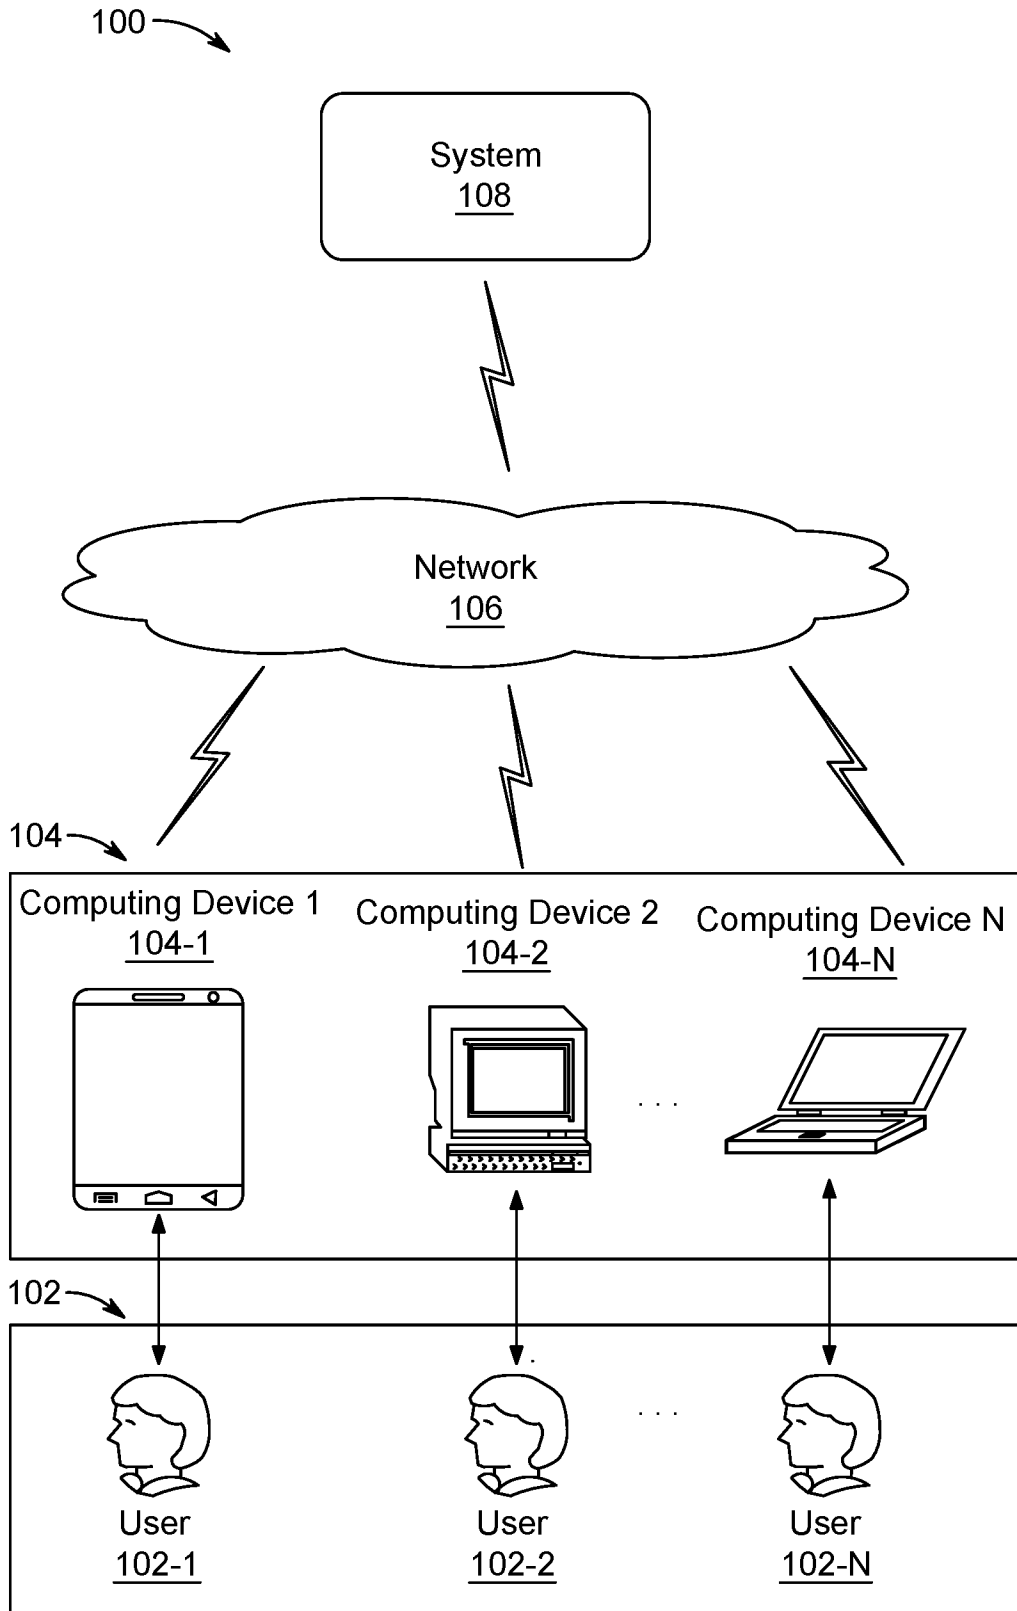 100
System
108
Network
106
104
Computing Device 1
104-1
Computing Device 2
104-2
Computing Device N
104-N
. . .
102
. . .
User
102-1
User
102-2
User
102-N